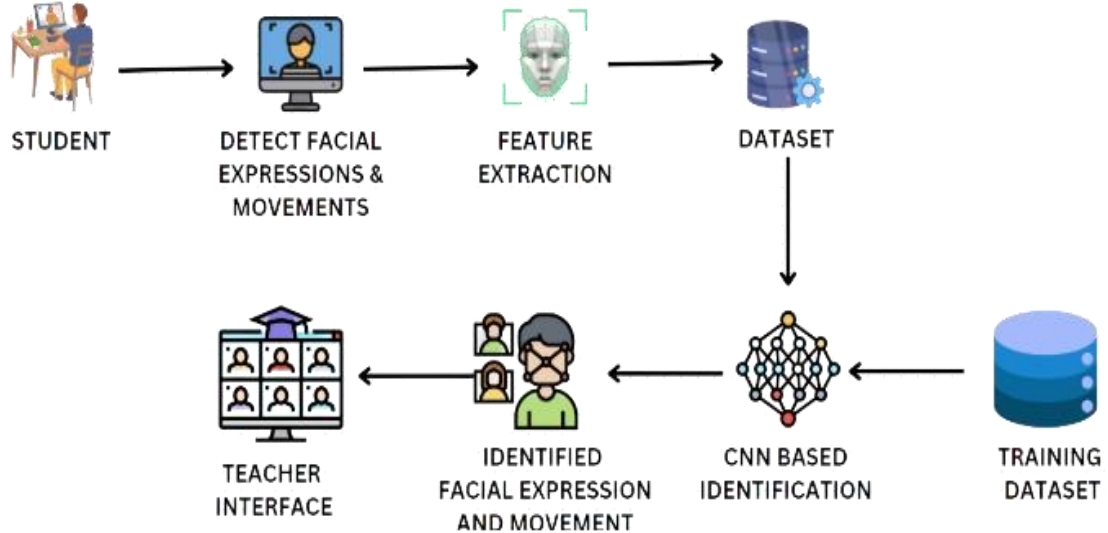 STUDENT
DETECT FACIAL
EXPRESSIONS &
MOVEMENTS
FEATURE
EXTRACTION
DATASET
TEACHER
INTERFACE
IDENTIFIED
FACIAL EXPRESSION
AND MOVEMENT
CNN BASED
IDENTIFICATION
TRAINING
DATASET